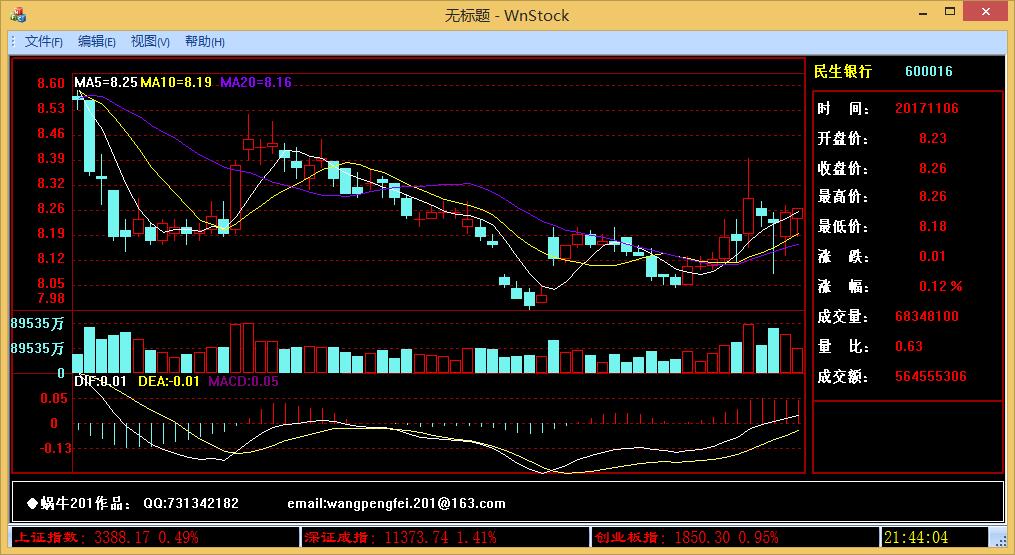 无标题 - WnStock
文件(F) 编辑(E) 视图(V) 帮助(H)
MA5=8.25 MA10=8.19 MA20=8.16
8.60
8.53
8.46
8.39
8.32
8.26
8.19
8.12
8.05
7.98
89535万
89535万
0
DIF:0.01 DEA:-0.01 MACD:0.05
0.05
0
-0.13
民生银行 600016
时 间: 20171106
开盘价: 8.23
收盘价: 8.26
最高价: 8.26
最低价: 8.18
涨 跌: 0.01
涨 幅: 0.12%
成交量: 68348100
量 比: 0.63
成交额: 564555306
◆蜗牛201作品: QQ:731342182 email:wangpengfei.201@163.com
上证指数: 3388.17 0.49% 深证成指: 11373.74 1.41% 创业板指: 1850.30 0.95% 21:44:04